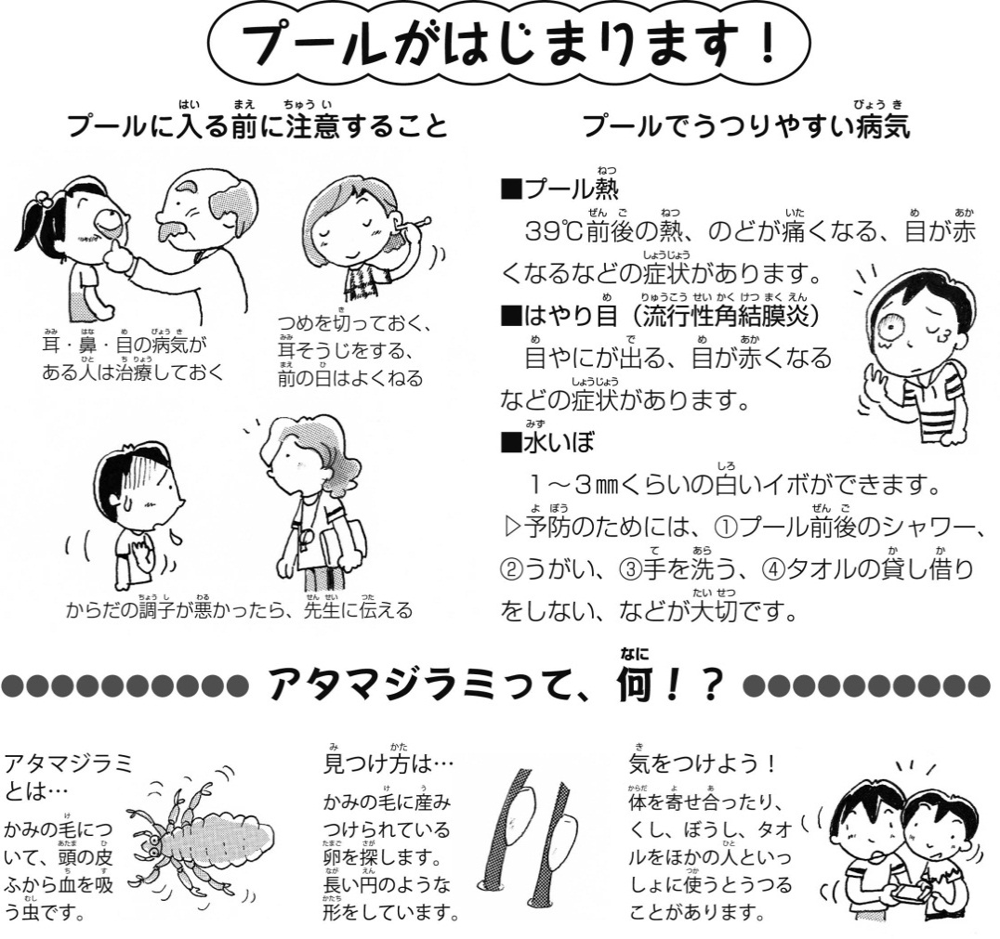 プールがはじまります！
プールに入る前に注意すること
耳・鼻・目の病気が
ある人は治療しておく
つめを切っておく、
耳そうじをする、
前の日はよくねる
からだの調子が悪かったら、先生に伝える
プールでうつりやすい病気
■プール熱
39℃前後の熱、のどが痛くなる、目が赤
くなるなどの症状があります。
■はやり目（流行性角結膜炎）
目やにが出る、目が赤くなる
などの症状があります。
■水いぼ
１～３㎜くらいの白いイボができます。
▷予防のためには、①プール前後のシャワー、
②うがい、③手を洗う、④タオルの貸し借り
をしない、などが大切です。
アタマジラミって、何！？
アタマジラミ
とは…
かみの毛につ
いて、頭の皮
ふから血を吸
う虫です。
見つけ方は…
かみの毛に産み
つけられている
卵を探します。
長い円のような
形をしています。
気をつけよう！
体を寄せ合ったり、
くし、ぼうし、タオ
ルをほかの人といっ
しょに使うとうつる
ことがあります。